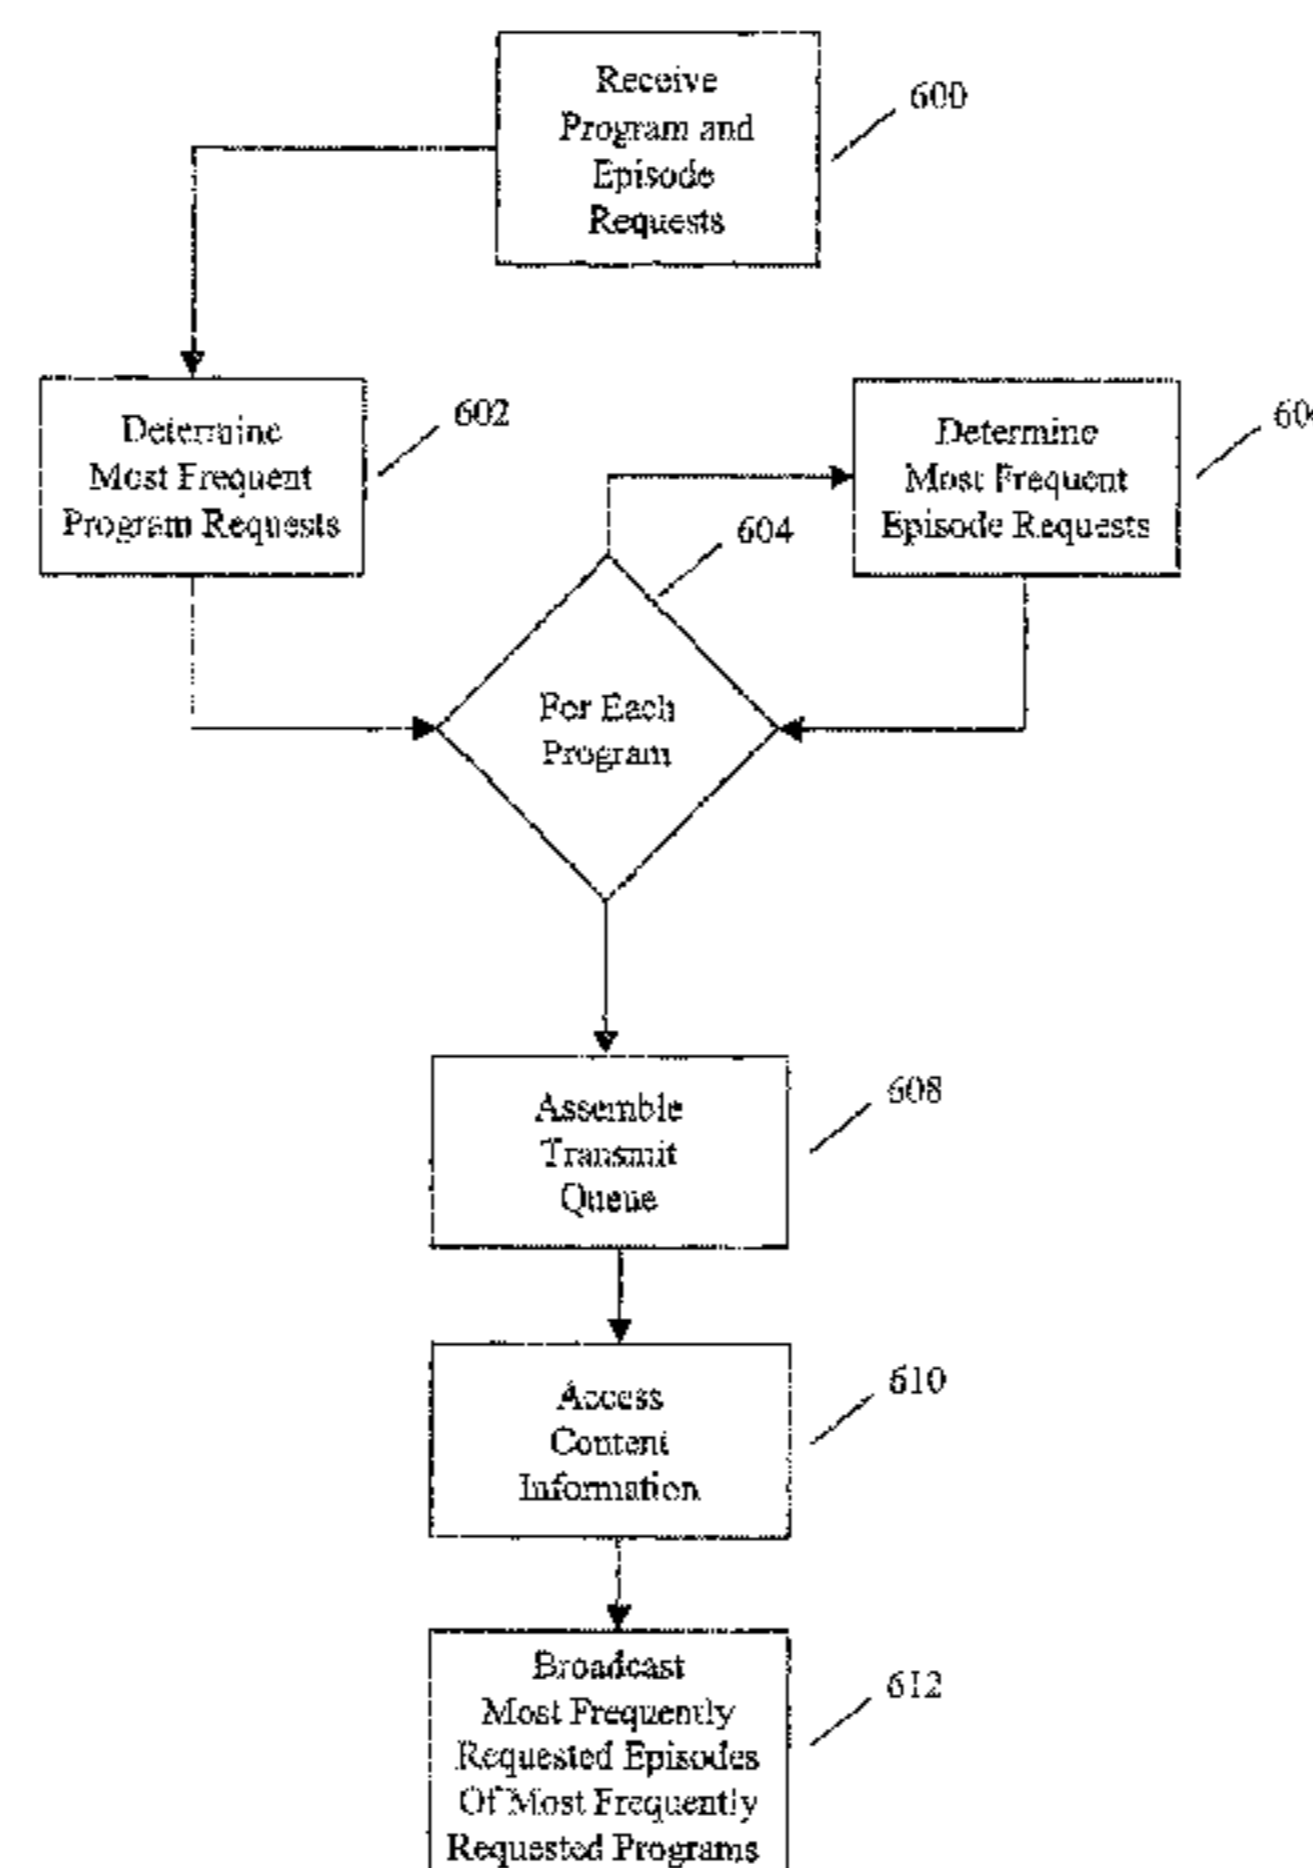 Receive
Program and
Episode
Requests
600
Determine
Most Frequent
Program Requests
602
Determine
Most Frequent
Episode Requests
604
For Each
Program
Assemble
Transmit
Queue
608
Access
Content
Information
610
Broadcast
Most Frequently
Requested Episodes
Of Most Frequently
Requested Programs
612